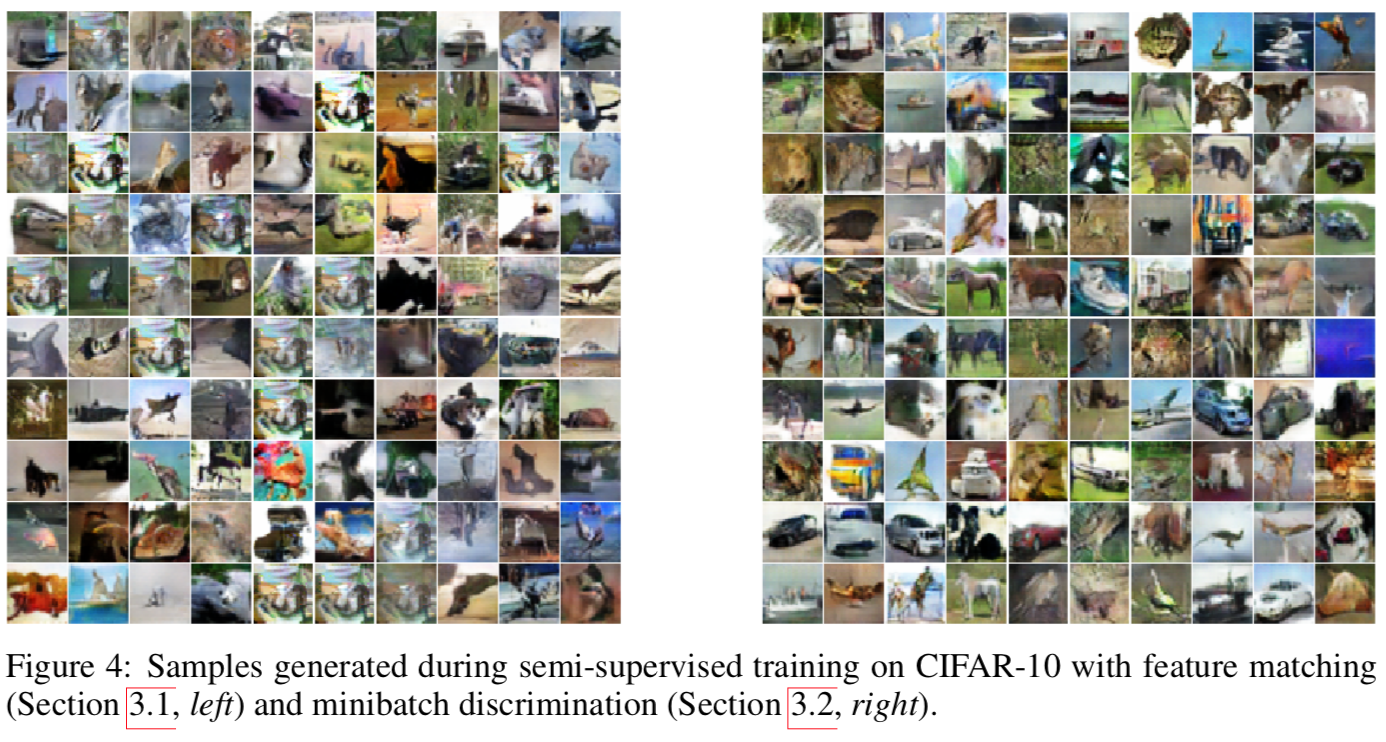 Figure 4: Samples generated during semi-supervised training on CIFAR-10 with feature matching
(Section 3.1, left) and minibatch discrimination (Section 3.2, right).